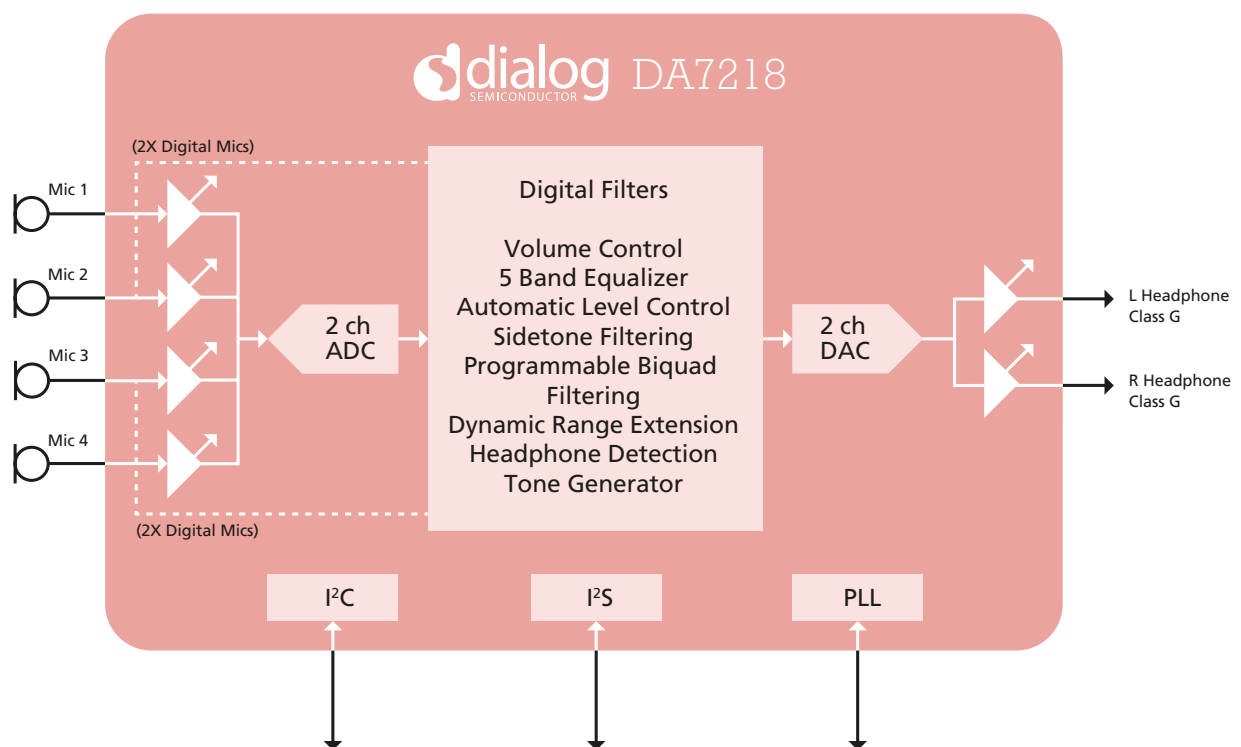 dialog DA7218
SEMICONDUCTOR
(2X Digital Mics)
Mic 1
Mic 2
Mic 3
Mic 4
(2X Digital Mics)
2 ch
ADC
Digital Filters
Volume Control
5 Band Equalizer
Automatic Level Control
Sidetone Filtering
Programmable Biquad
Filtering
Dynamic Range Extension
Headphone Detection
Tone Generator
2 ch
DAC
L Headphone
Class G
R Headphone
Class G
I²C
I²S
PLL